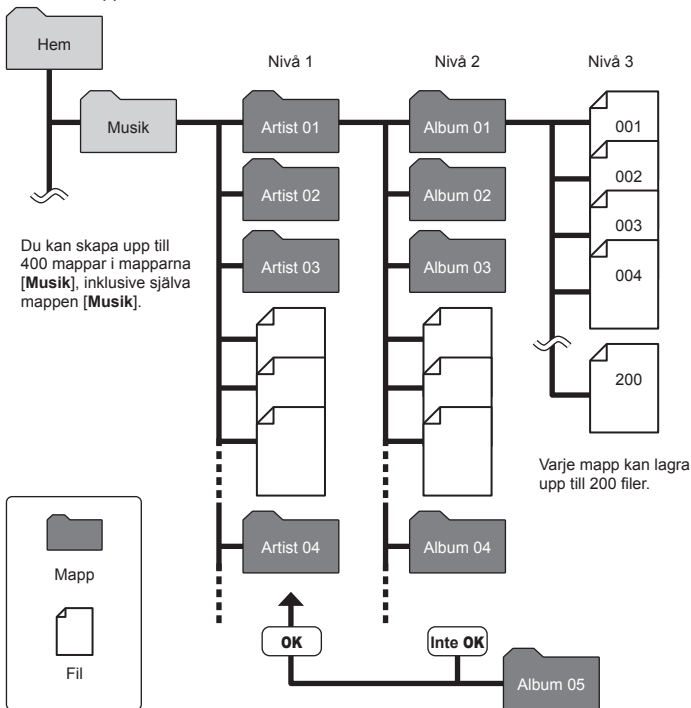 Hem
Nivå 1
Nivå 2
Nivå 3
Musik
Artist 01
Album 01
001
Artist 02
Album 02
002
003
Artist 03
Album 03
004
Du kan skapa upp till
400 mappar i mapparna
[Musik], inklusive själva
mappen [Musik].
200
Varje mapp kan lagra
upp till 200 filer.
Artist 04
Album 04
Mapp
Fil
OK
Inte OK
Album 05